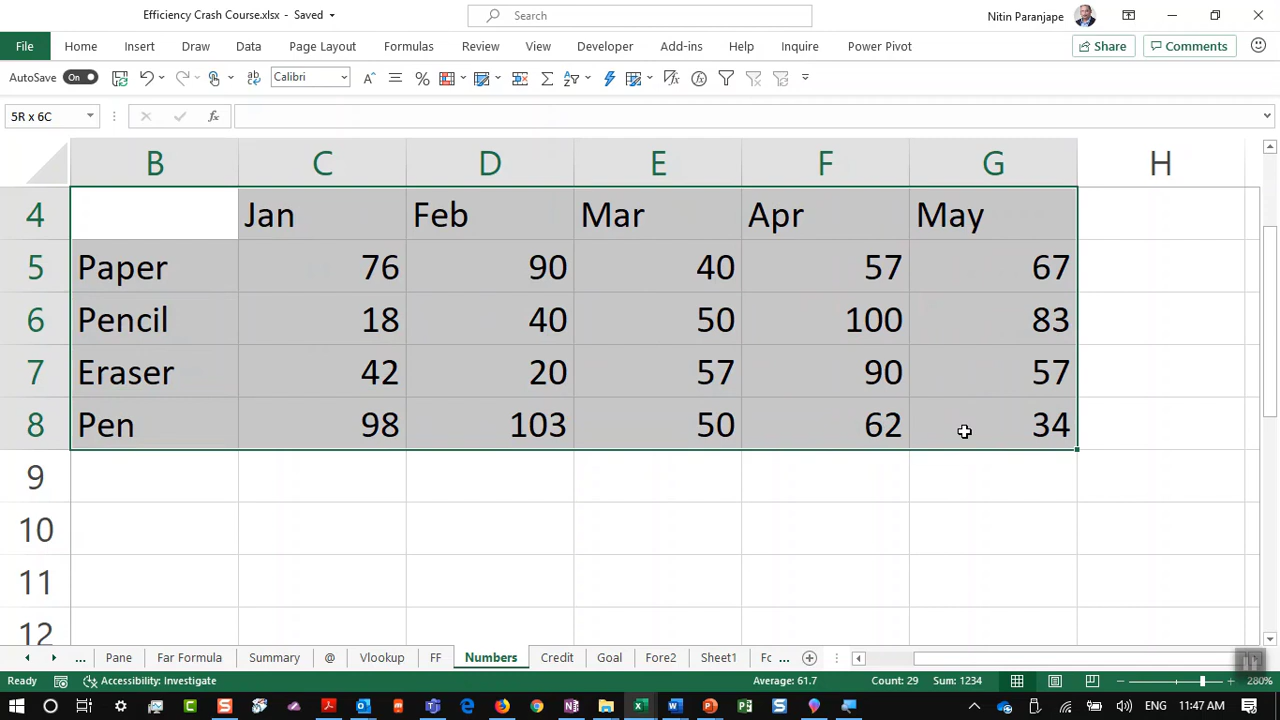 Efficiency Crash Course.xlsx - Saved
Search
Nitin Paranjape
File Home Insert Draw Data Page Layout Formulas Review View Developer Add-ins Help Inquire Power Pivot Share Comments
AutoSave On Calibri
5R x 6C
B C D E F G H
4 Jan Feb Mar Apr May
5 Paper 76 90 40 57 67
6 Pencil 18 40 50 100 83
7 Eraser 42 20 57 90 57
8 Pen 98 103 50 62 34
9
10
11
12
... Pane Far Formula Summary @ Vlookup FF Numbers Credit Goal Fore2 Sheet1 Fc ...
Ready Accessibility: Investigate Average: 61.7 Count: 29 Sum: 1234 280%
ENG 11:47 AM